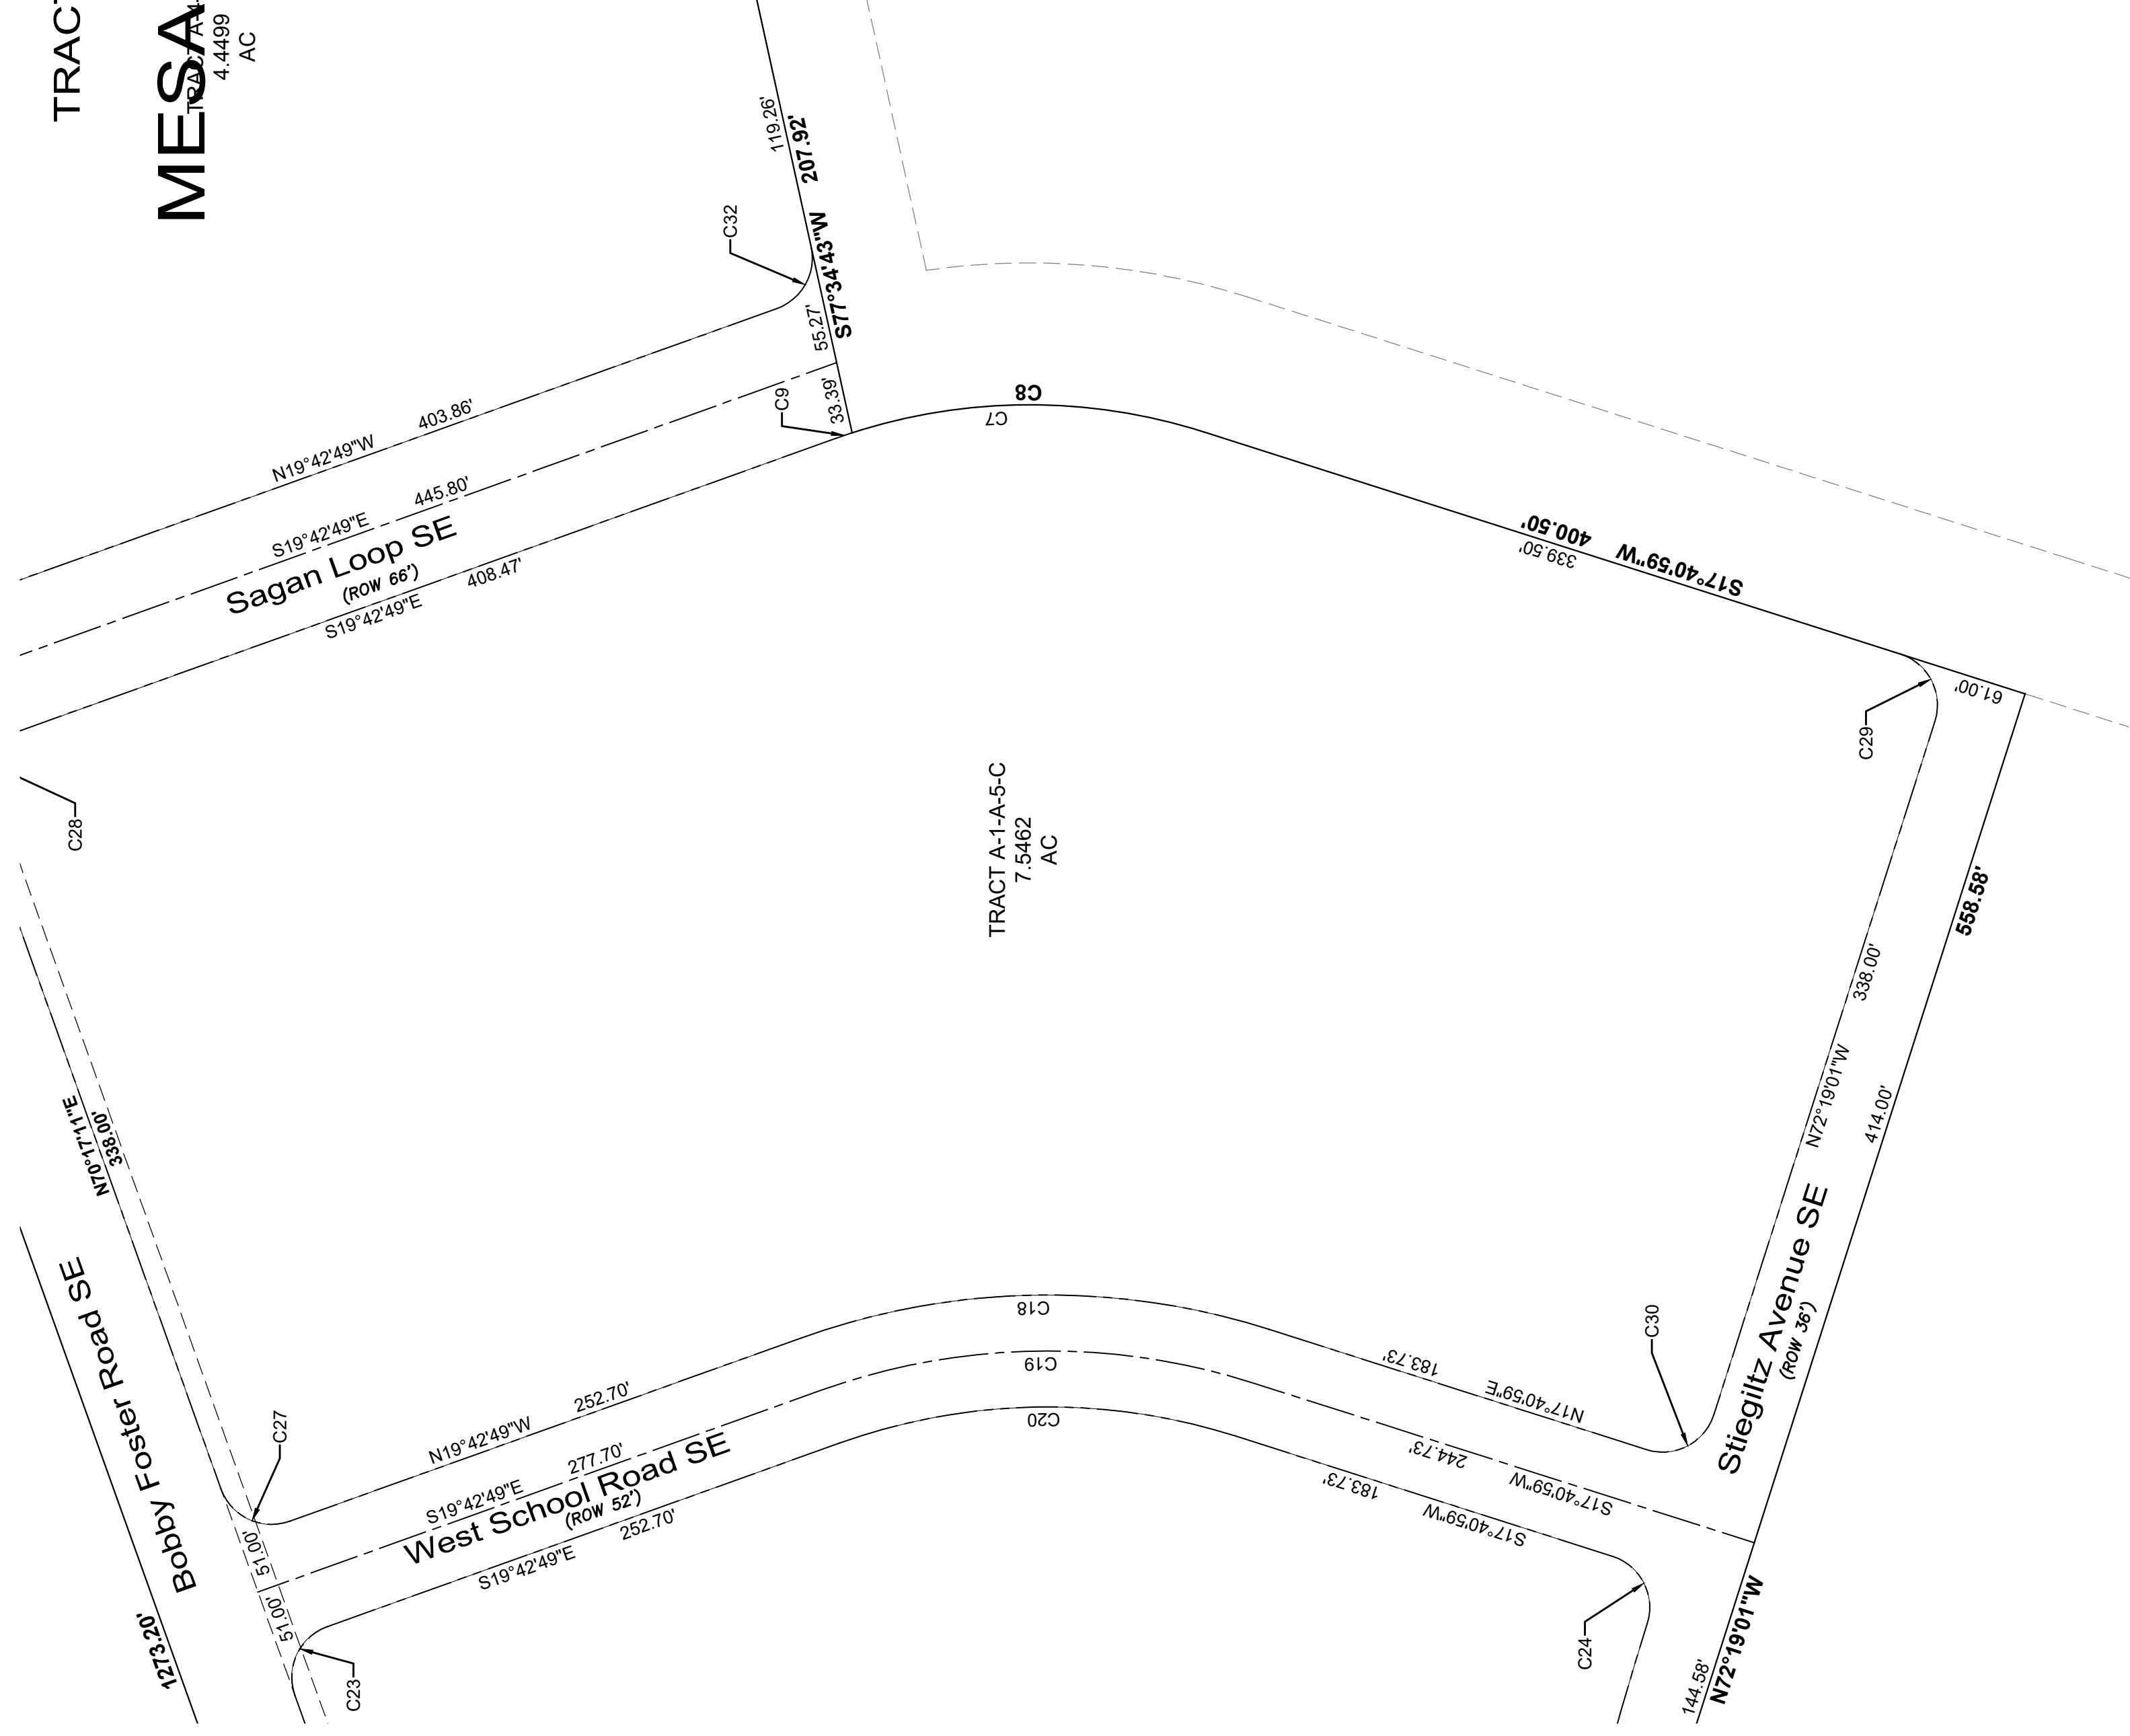 TRACT
MESA
TRACT A-4-
4.4499
AC
119.26'
S77°34'43"W 207.92'
C32
55.27'
33.39'
C9
C8
C7
N19°42'49"W 403.86'
S19°42'49"E 445.80'
Sagan Loop SE
(ROW 66')
S19°42'49"E 408.47'
S17°40'59"W 400.50'
339.50'
61.00'
C29
C28
TRACT A-1-A-5-C
7.5462
AC
558.58'
N72°19'01"W 338.00'
414.00'
Stiegiltz Avenue SE
(ROW 36')
N70°17'11"E
338.00'
Bobby Foster Road SE
1273.20'
C27
51.00'
51.00'
C23
N19°42'49"W 252.70'
S19°42'49"E 277.70'
West School Road SE
(ROW 52')
S19°42'49"E 252.70'
C18
C19
C20
N17°40'59"E 183.73'
S17°40'59"W 244.73'
S17°40'59"W 183.73'
C30
C24
144.58'
N72°19'01"W